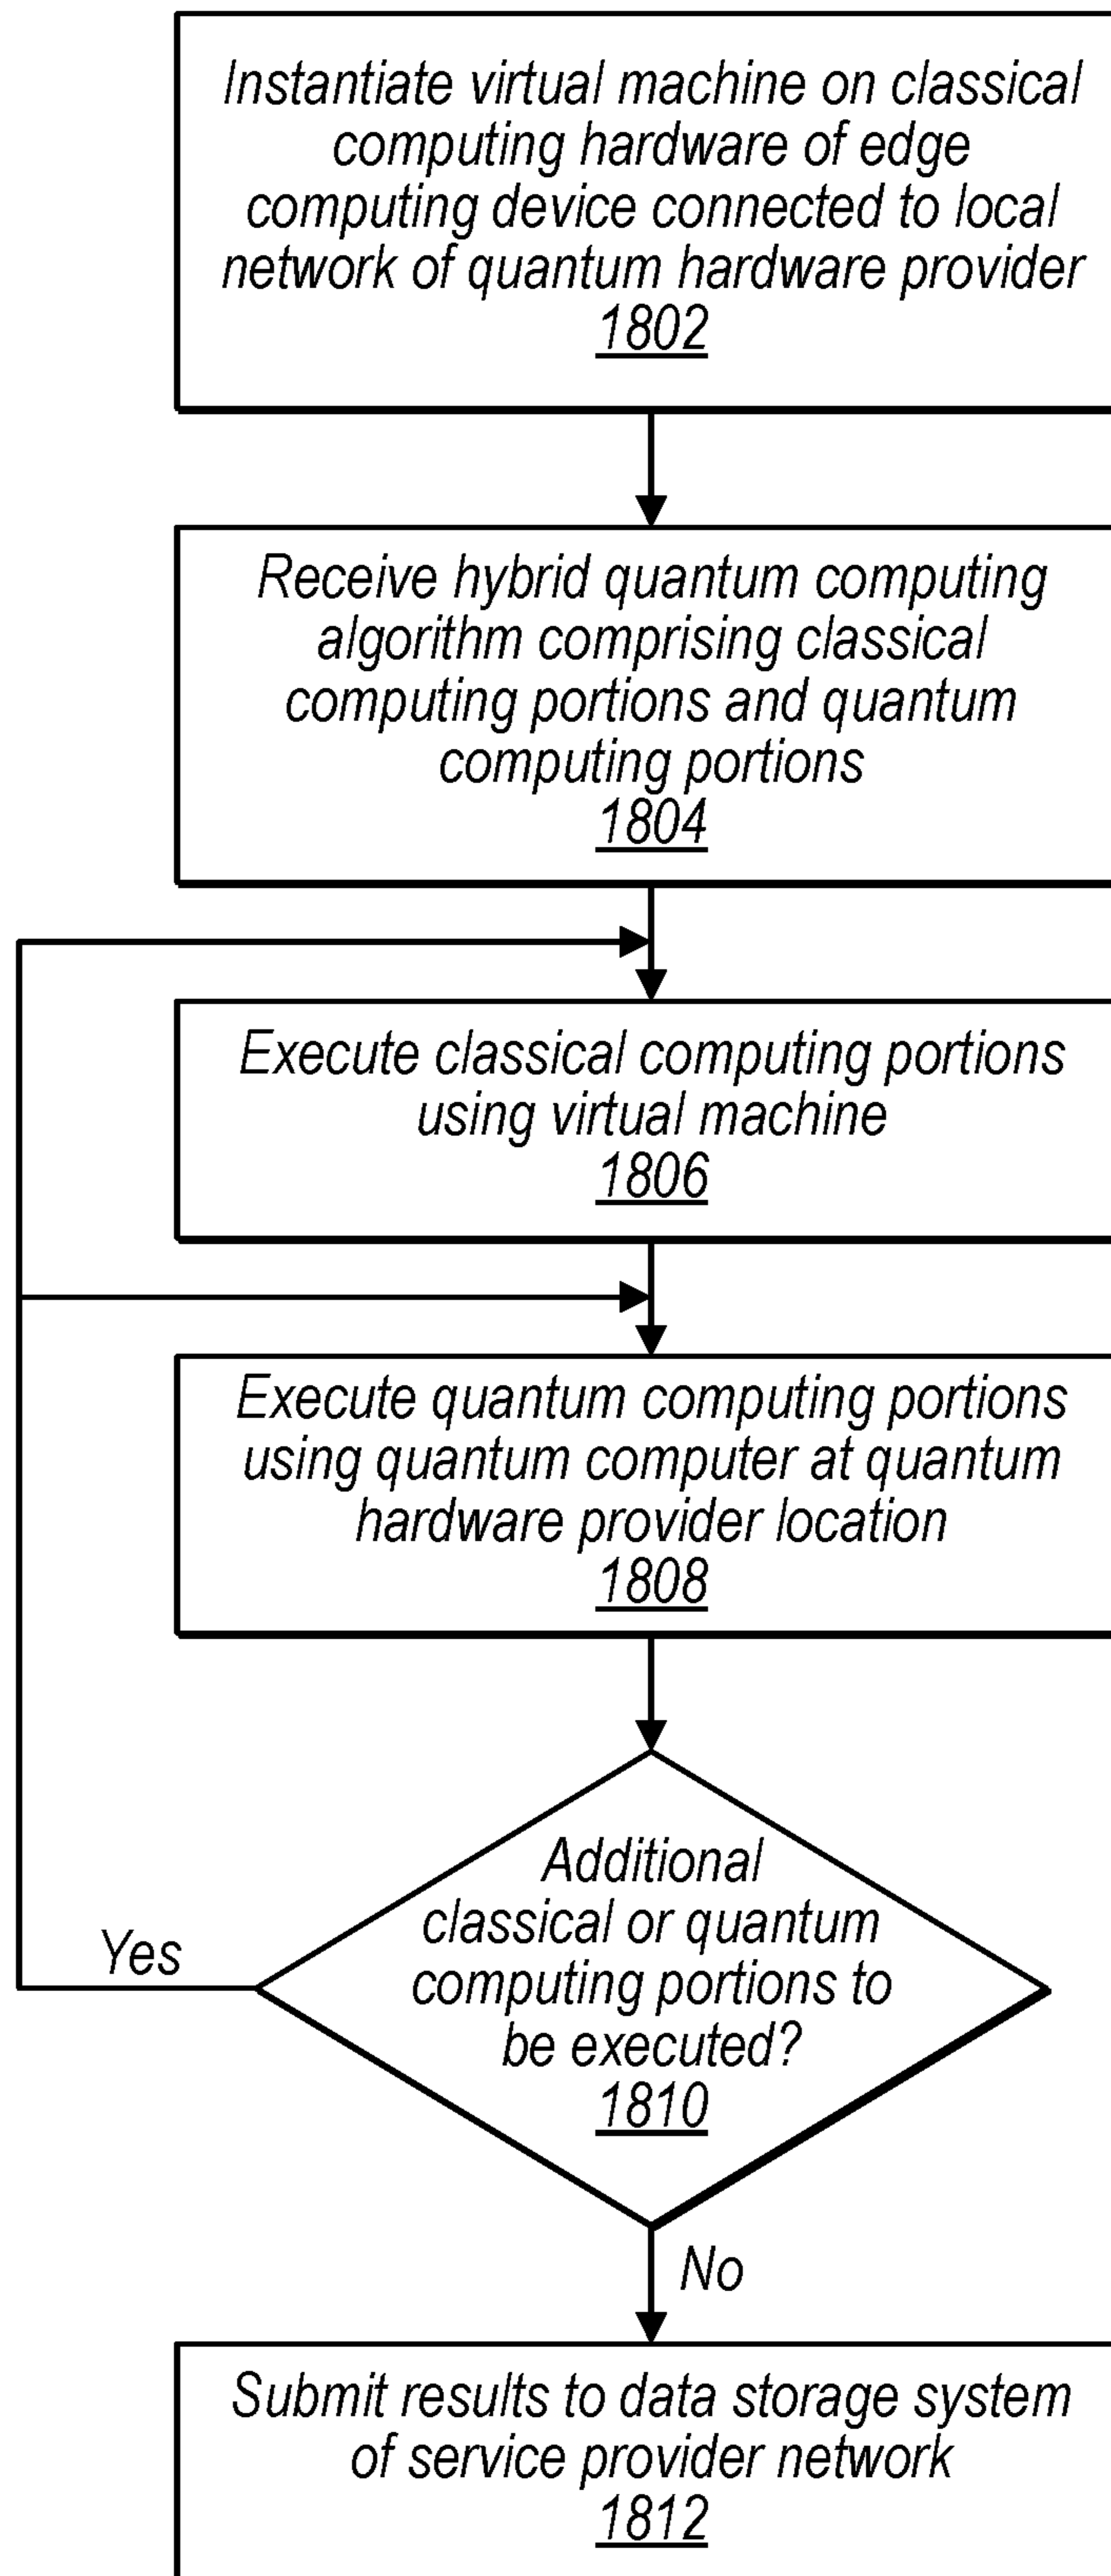 Instantiate virtual machine on classical
computing hardware of edge
computing device connected to local
network of quantum hardware provider
1802
Receive hybrid quantum computing
algorithm comprising classical
computing portions and quantum
computing portions
1804
Execute classical computing portions
using virtual machine
1806
Execute quantum computing portions
using quantum computer at quantum
hardware provider location
1808
Additional
classical or quantum
computing portions to
be executed?
1810
Yes
No
Submit results to data storage system
of service provider network
1812